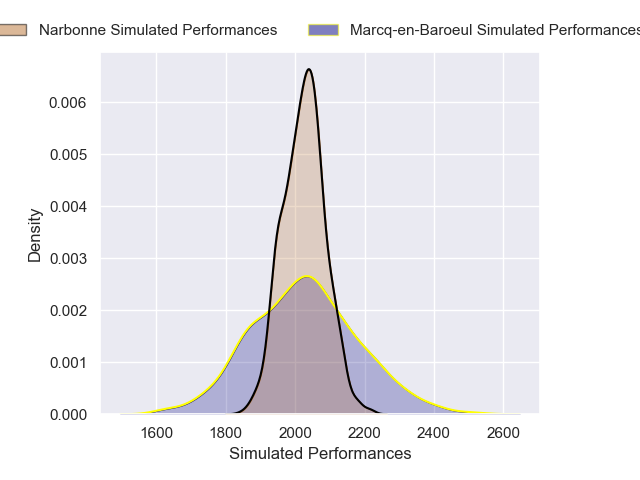 Narbonne Simulated Performances
Marcq-en-Baroeul Simulated Performances
0.006
0.005
0.004
0.003
0.002
0.001
0.000
Density
1600 1800 2000 2200 2400 2600
Simulated Performances